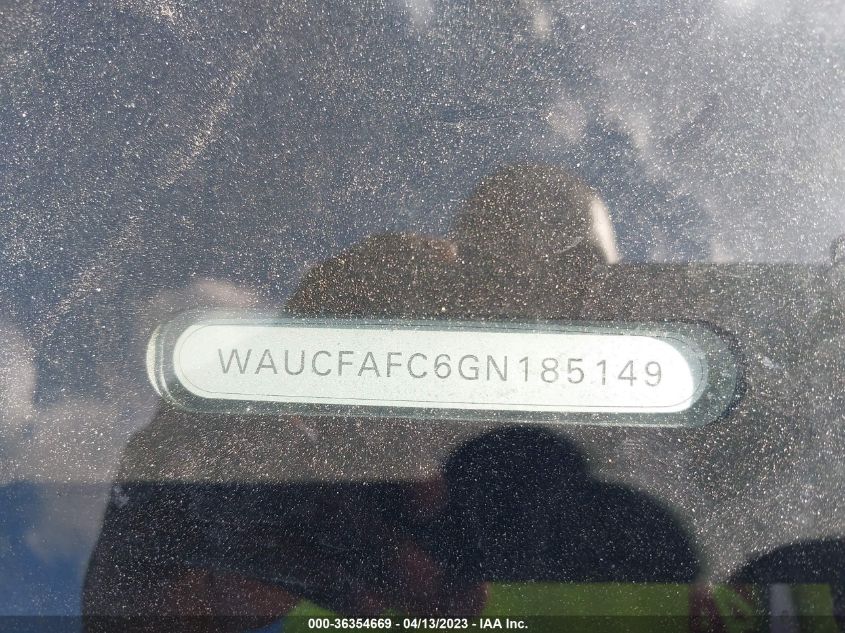 WAUCFAFC6GN185149
000-36354669 - 04/13/2023 - IAA Inc.